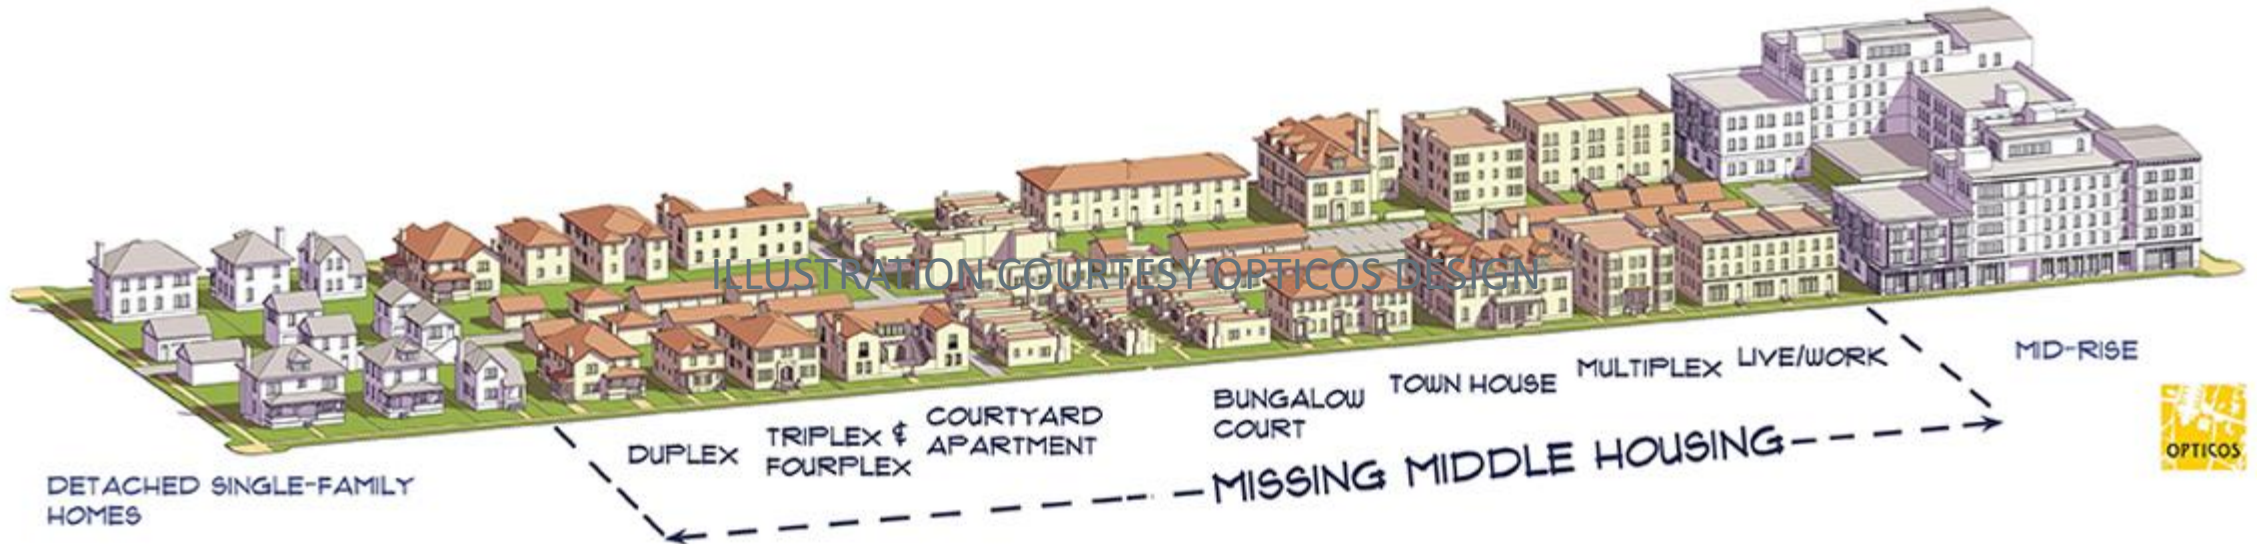 ILLUSTRATION COURTESY OPTICOS DESIGN
DETACHED SINGLE-FAMILY
HOMES
DUPLEX
TRIPLEX &
FOURPLEX
COURTYARD
APARTMENT
BUNGALOW
COURT
TOWN HOUSE
MULTIPLEX
LIVE/WORK
MID-RISE
MISSING MIDDLE HOUSING
OPTICOS